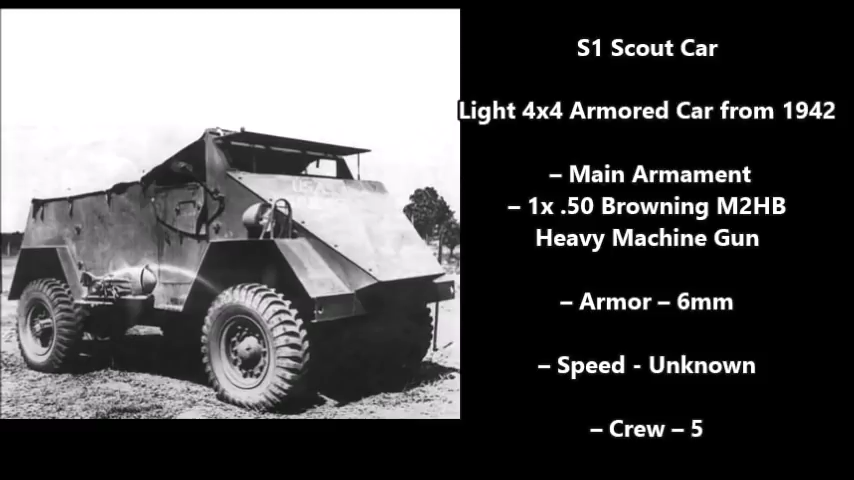 S1 Scout Car
Light 4x4 Armored Car from 1942
– Main Armament
– 1x .50 Browning M2HB
Heavy Machine Gun
– Armor – 6mm
– Speed - Unknown
– Crew – 5